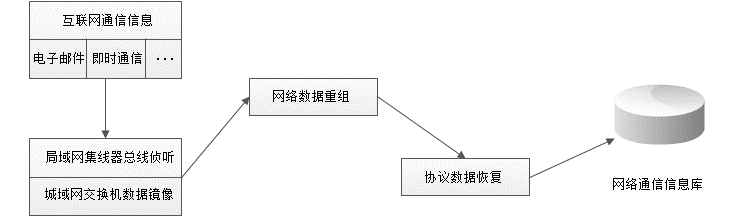 互联网通信信息
电子邮件 即时通信 ···
局域网集线器总线侦听
城域网交换机数据镜像
网络数据重组
协议数据恢复
网络通信信息库